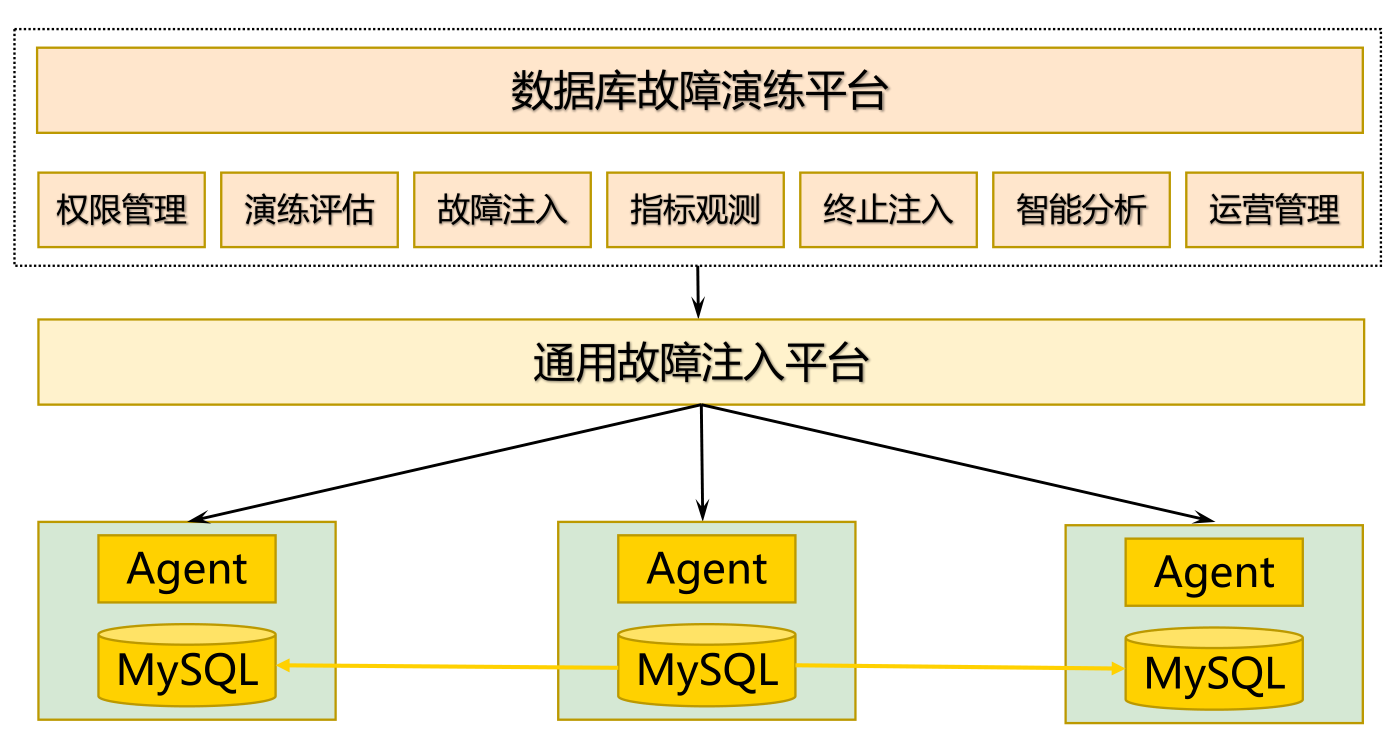 数据库故障演练平台
权限管理
演练评估
故障注入
指标观测
终止注入
智能分析
运营管理
通用故障注入平台
Agent
Agent
Agent
MySQL
MySQL
MySQL